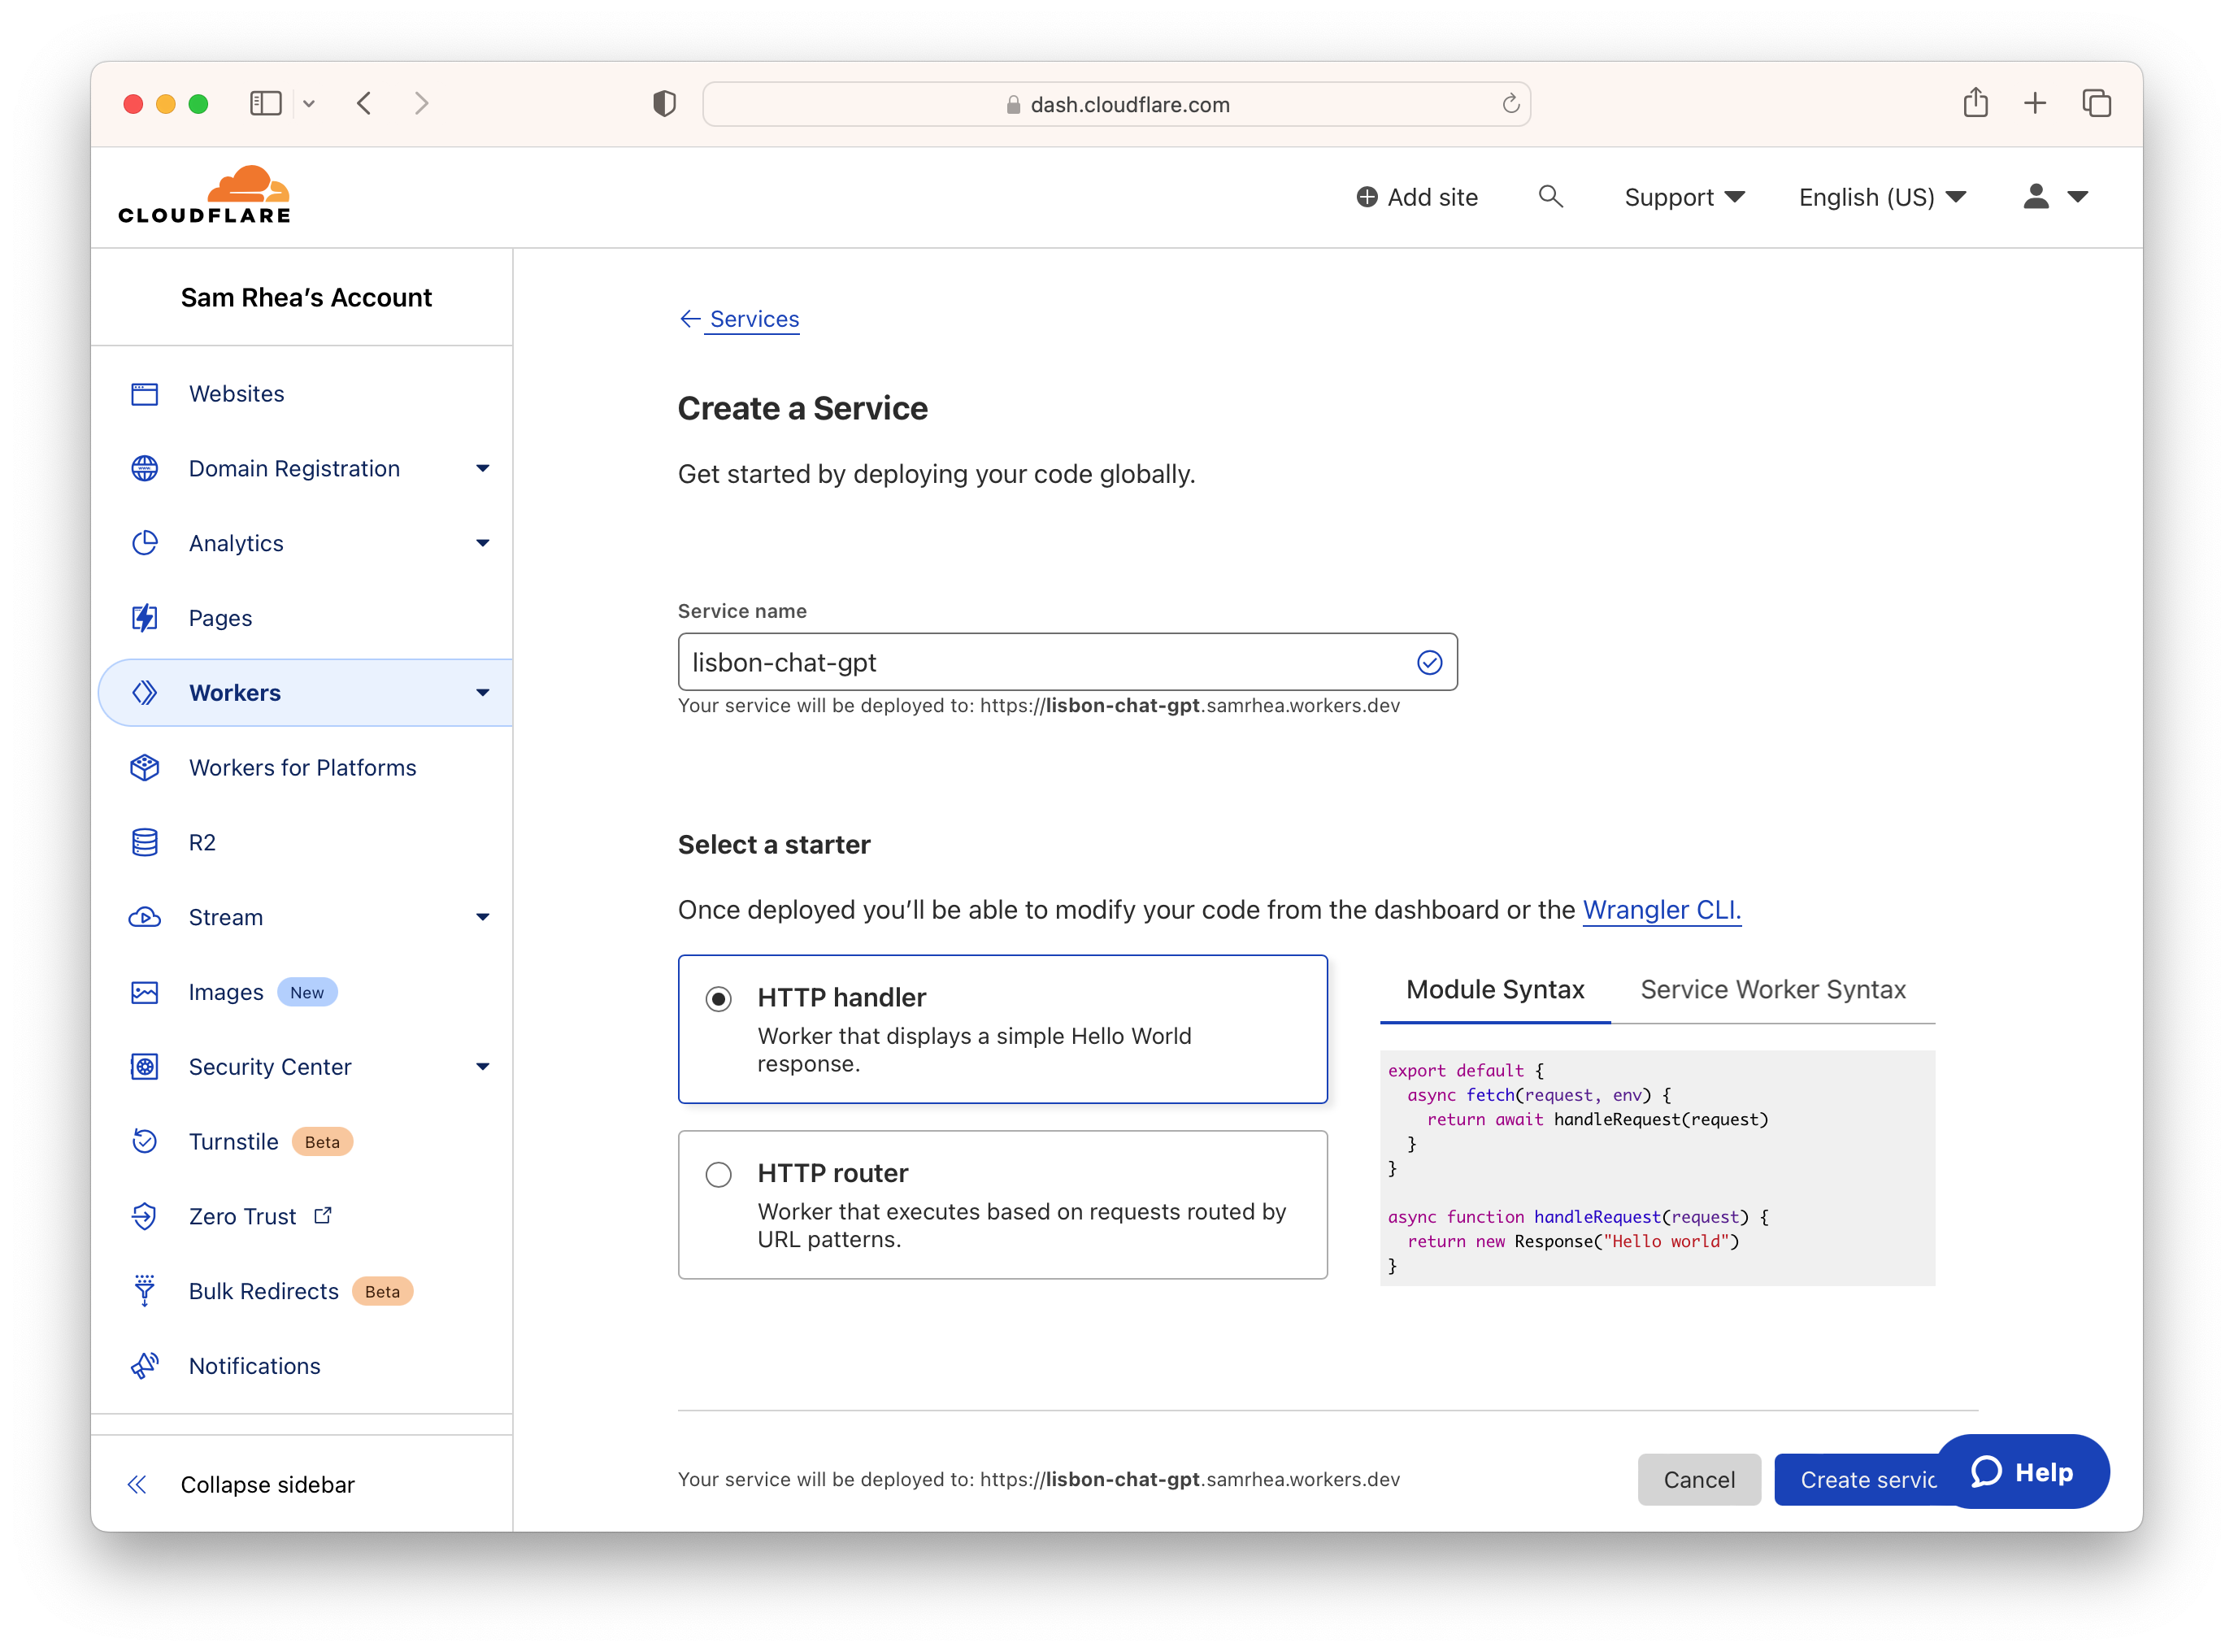 dash.cloudflare.com
CLOUDFLARE
Add site
Support
English (US)
Sam Rhea’s Account
Websites
Domain Registration
Analytics
Pages
Workers
Workers for Platforms
R2
Stream
Images New
Security Center
Turnstile Beta
Zero Trust
Bulk Redirects Beta
Notifications
Collapse sidebar
← Services
Create a Service
Get started by deploying your code globally.
Service name
lisbon-chat-gpt
Your service will be deployed to: https://lisbon-chat-gpt.samrhea.workers.dev
Select a starter
Once deployed you’ll be able to modify your code from the dashboard or the Wrangler CLI.
HTTP handler
Worker that displays a simple Hello World
response.
HTTP router
Worker that executes based on requests routed by
URL patterns.
Module Syntax
Service Worker Syntax
export default {
  async fetch(request, env) {
    return await handleRequest(request)
  }
}
async function handleRequest(request) {
  return new Response("Hello world")
}
Your service will be deployed to: https://lisbon-chat-gpt.samrhea.workers.dev
Cancel
Create servic
Help